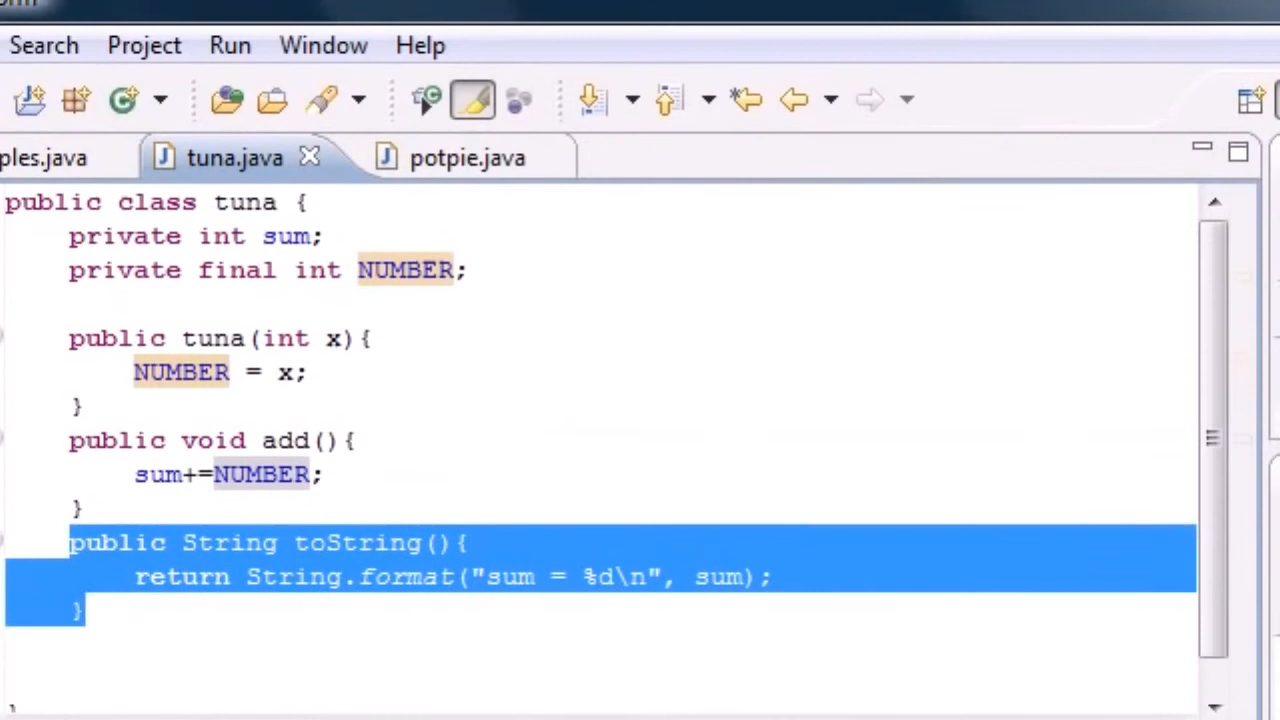 Search Project Run Window Help
ples.java tuna.java potpie.java
public class tuna {
private int sum;
private final int NUMBER;
public tuna(int x){
NUMBER = x;
}
public void add(){
sum+=NUMBER;
}
public String toString(){
return String.format("sum = %d\n", sum);
}
}